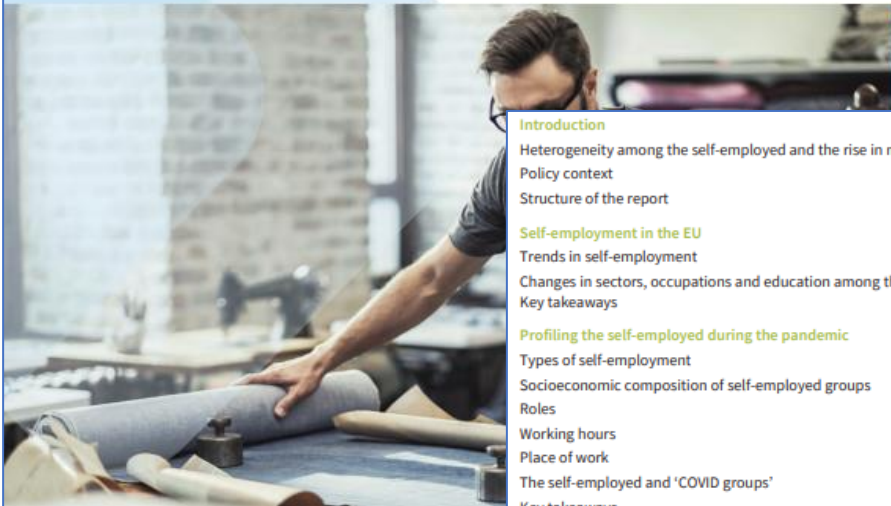 Introduction
Heterogeneity among the self-employed and the rise in
Policy context
Structure of the report
Self-employment in the EU
Trends in self-employment
Changes in sectors, occupations and education among
Key takeaways
Profiling the self-employed during the pandemic
Types of self-employment
Socioeconomic composition of self-employed groups
Roles
Working hours
Place of work
The self-employed and ‘COVID groups’
Key takeaways